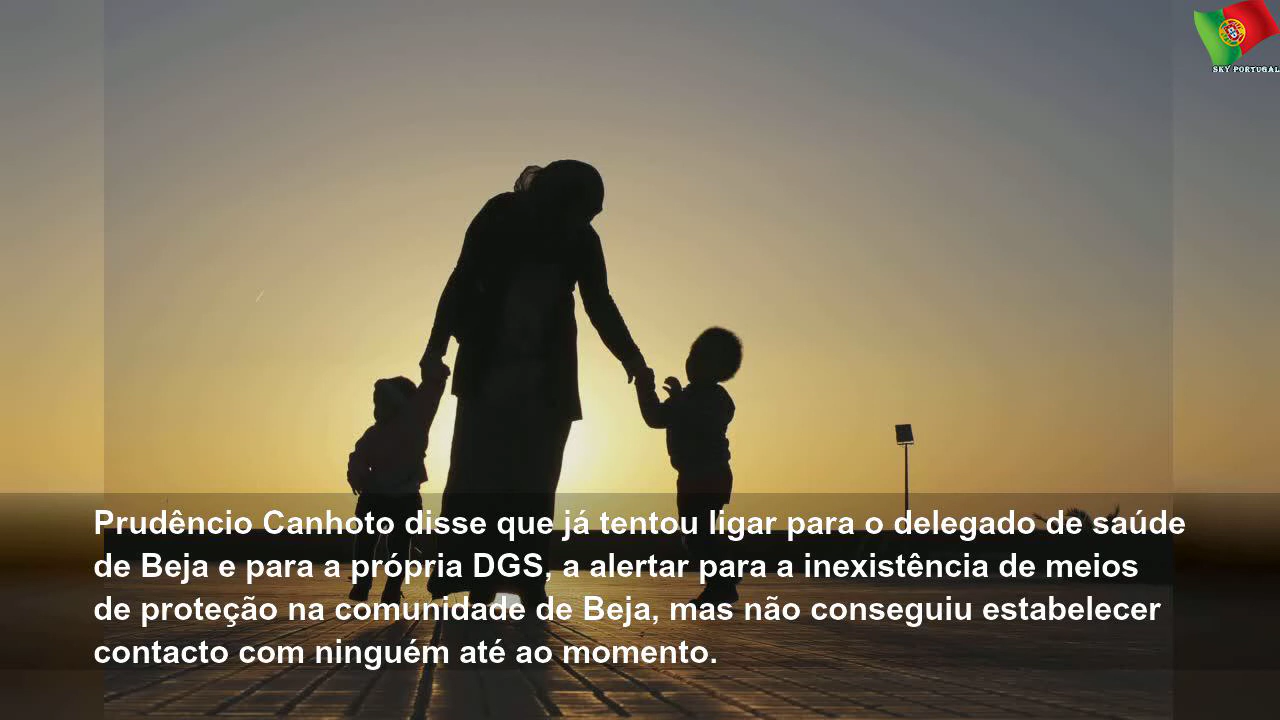 SKY PORTUGAL
Prudêncio Canhoto disse que já tentou ligar para o delegado de saúde
de Beja e para a própria DGS, a alertar para a inexistência de meios
de proteção na comunidade de Beja, mas não conseguiu estabelecer
contacto com ninguém até ao momento.